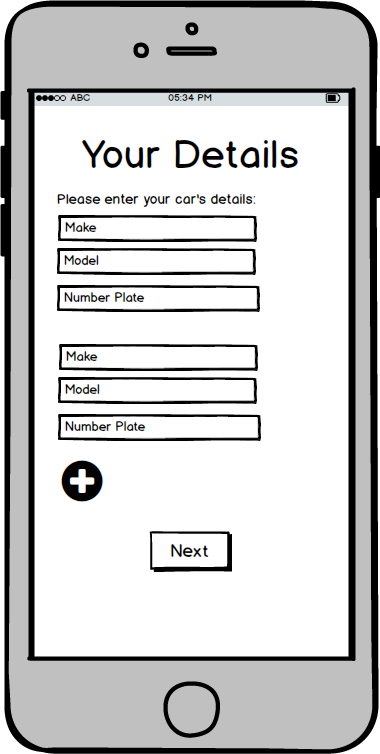 ABC 05:34 PM
Your Details
Please enter your car's details:
Make
Model
Number Plate
Make
Model
Number Plate
Next